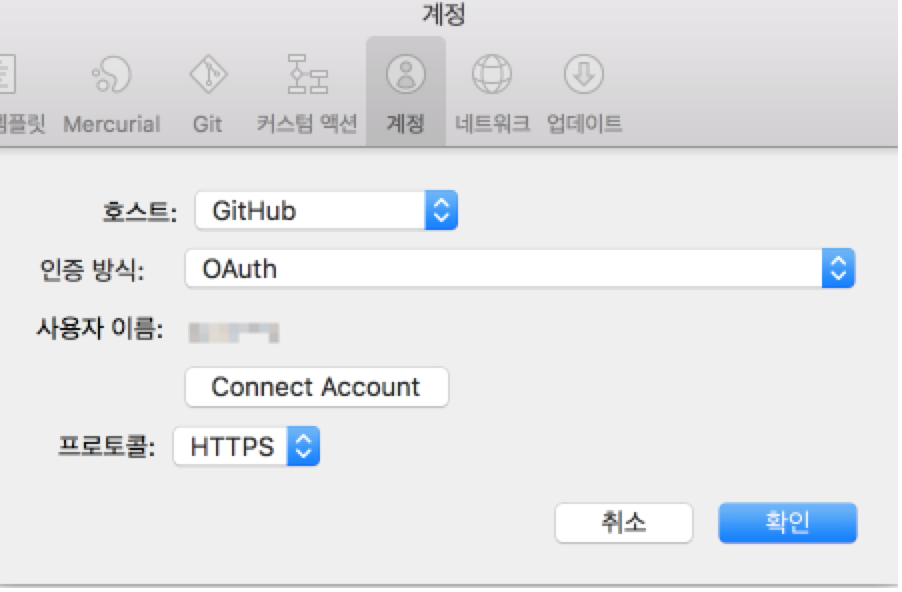 계정
템플릿 Mercurial Git 커스텀 액션 계정 네트워크 업데이트
호스트: GitHub
인증 방식: OAuth
사용자 이름:
Connect Account
프로토콜: HTTPS
취소 확인